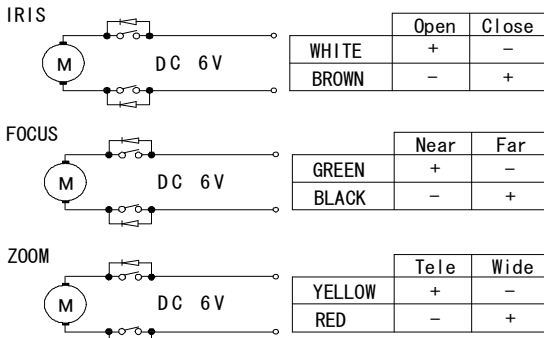 IRIS
Open Close
WHITE + −
M DC 6V
BROWN − +
FOCUS
Near Far
GREEN + −
M DC 6V
BLACK − +
ZOOM
Tele Wide
YELLOW + −
M DC 6V
RED − +